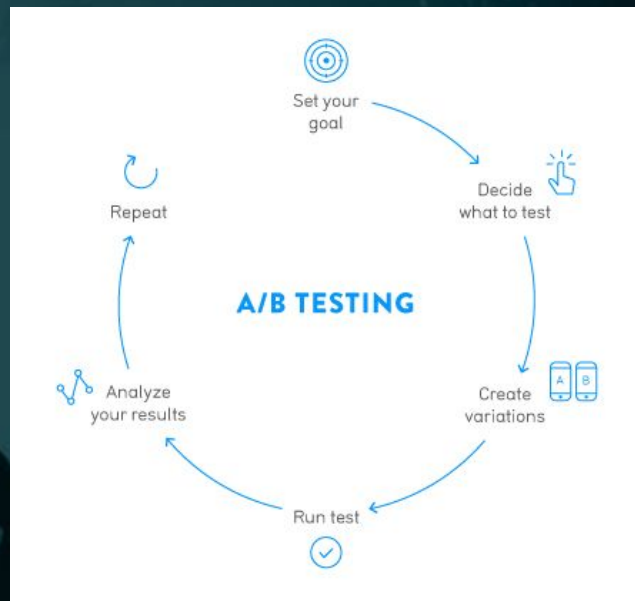 Set your
goal
Decide
what to test
Create
variations
A
B
Run test
Analyze
your results
Repeat
A/B TESTING